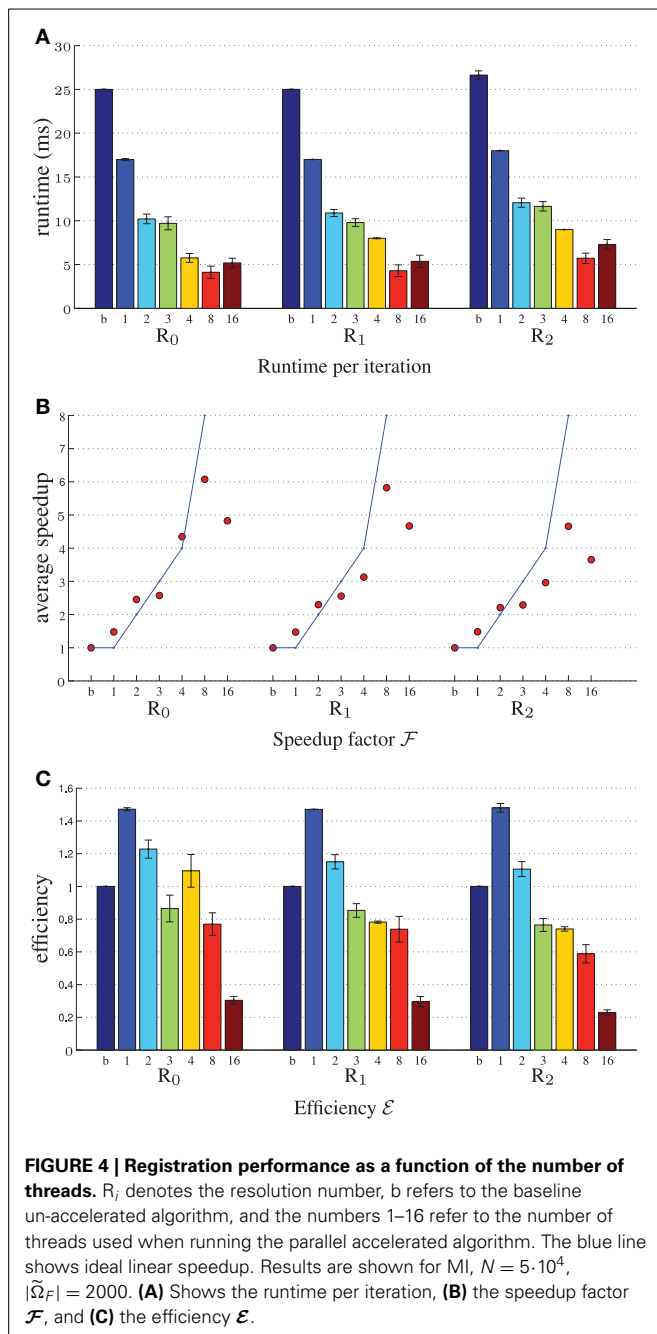 A
30
25
20
15
10
5
0
runtime (ms)
b 1 2 3 4 8 16 b 1 2 3 4 8 16 b 1 2 3 4 8 16
R₀ R₁ R₂
Runtime per iteration
B
8
7
6
5
4
3
2
1
0
average speedup
b 1 2 3 4 8 16 b 1 2 3 4 8 16 b 1 2 3 4 8 16
R₀ R₁ R₂
Speedup factor 𝓕
C
1.6
1.4
1.2
1
0.8
0.6
0.4
0.2
0
efficiency
b 1 2 3 4 8 16 b 1 2 3 4 8 16 b 1 2 3 4 8 16
R₀ R₁ R₂
Efficiency 𝓔
FIGURE 4 | Registration performance as a function of the number of
threads. Rᵢ denotes the resolution number, b refers to the baseline
un-accelerated algorithm, and the numbers 1–16 refer to the number of
threads used when running the parallel accelerated algorithm. The blue line
shows ideal linear speedup. Results are shown for MI, N = 5·10⁴,
|Ω̃_F| = 2000. (A) Shows the runtime per iteration, (B) the speedup factor
𝓕, and (C) the efficiency 𝓔.